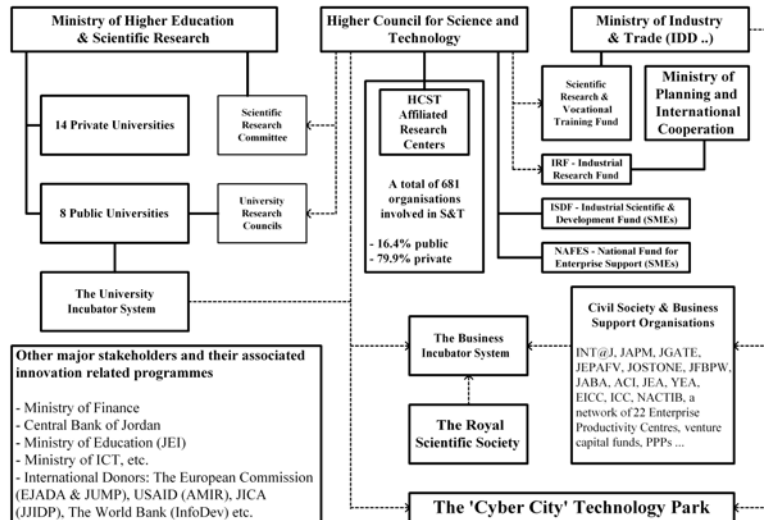 Ministry of Higher Education
& Scientific Research
Higher Council for Science and
Technology
Ministry of Industry
& Trade (IDD ..)
14 Private Universities
Scientific
Research
Committee
HCST
Affiliated
Research
Centers
Scientific
Research &
Vocational
Training Fund
Ministry of
Planning and
International
Cooperation
A total of 681
organisations
involved in S&T
- 16.4% public
- 79.9% private
IRF - Industrial
Research Fund
8 Public Universities
University
Research
Councils
ISDF - Industrial Scientific &
Development Fund (SMEs)
NAFES - National Fund for
Enterprise Support (SMEs)
The University
Incubator System
The Business
Incubator System
Civil Society & Business
Support Organisations
INT@J, JAPM, JGATE,
JEPAFV, JOSTONE, JFBPW,
JABA, ACI, JEA, YEA,
EICC, ICC, NACTIB, a
network of 22 Enterprise
Productivity Centres, venture
capital funds, PPPs ...
Other major stakeholders and their associated
innovation related programmes
- Ministry of Finance
- Central Bank of Jordan
- Ministry of Education (JEI)
- Ministry of ICT, etc.
- International Donors: The European Commission
(EJADA & JUMP), USAID (AMIR), JICA
(JJIDP), The World Bank (InfoDev) etc.
The Royal
Scientific Society
The 'Cyber City' Technology Park